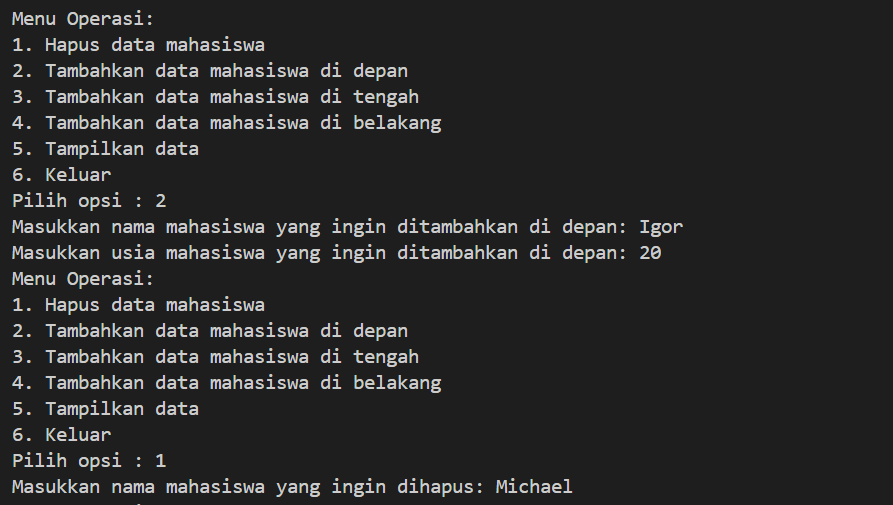 Menu Operasi:
1. Hapus data mahasiswa
2. Tambahkan data mahasiswa di depan
3. Tambahkan data mahasiswa di tengah
4. Tambahkan data mahasiswa di belakang
5. Tampilkan data
6. Keluar
Pilih opsi : 2
Masukkan nama mahasiswa yang ingin ditambahkan di depan: Igor
Masukkan usia mahasiswa yang ingin ditambahkan di depan: 20
Menu Operasi:
1. Hapus data mahasiswa
2. Tambahkan data mahasiswa di depan
3. Tambahkan data mahasiswa di tengah
4. Tambahkan data mahasiswa di belakang
5. Tampilkan data
6. Keluar
Pilih opsi : 1
Masukkan nama mahasiswa yang ingin dihapus: Michael